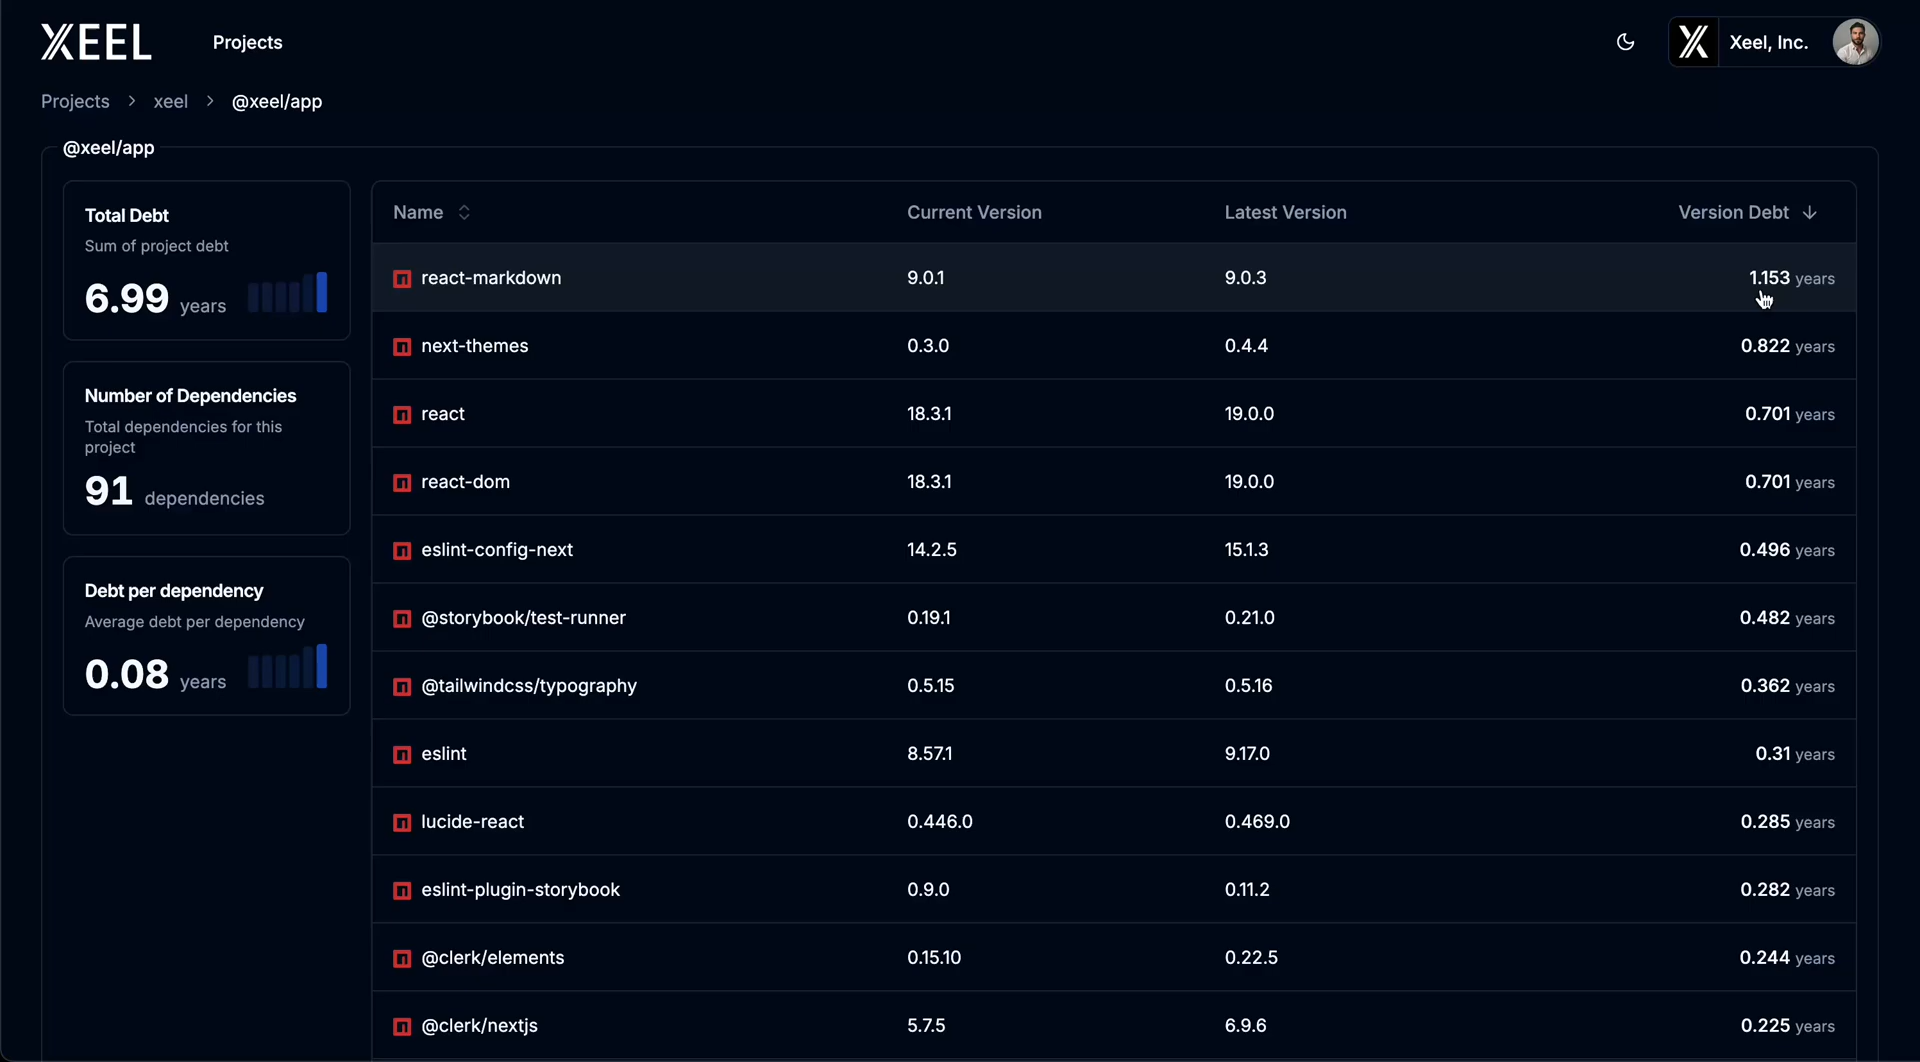 XEEL
Projects
Xeel, Inc.
Projects > xeel > @xeel/app
@xeel/app
Total Debt
Sum of project debt
6.99 years
Number of Dependencies
Total dependencies for this
project
91 dependencies
Debt per dependency
Average debt per dependency
0.08 years
Name Current Version Latest Version Version Debt
react-markdown 9.0.1 9.0.3 1.153 years
next-themes 0.3.0 0.4.4 0.822 years
react 18.3.1 19.0.0 0.701 years
react-dom 18.3.1 19.0.0 0.701 years
eslint-config-next 14.2.5 15.1.3 0.496 years
@storybook/test-runner 0.19.1 0.21.0 0.482 years
@tailwindcss/typography 0.5.15 0.5.16 0.362 years
eslint 8.57.1 9.17.0 0.31 years
lucide-react 0.446.0 0.469.0 0.285 years
eslint-plugin-storybook 0.9.0 0.11.2 0.282 years
@clerk/elements 0.15.10 0.22.5 0.244 years
@clerk/nextjs 5.7.5 6.9.6 0.225 years